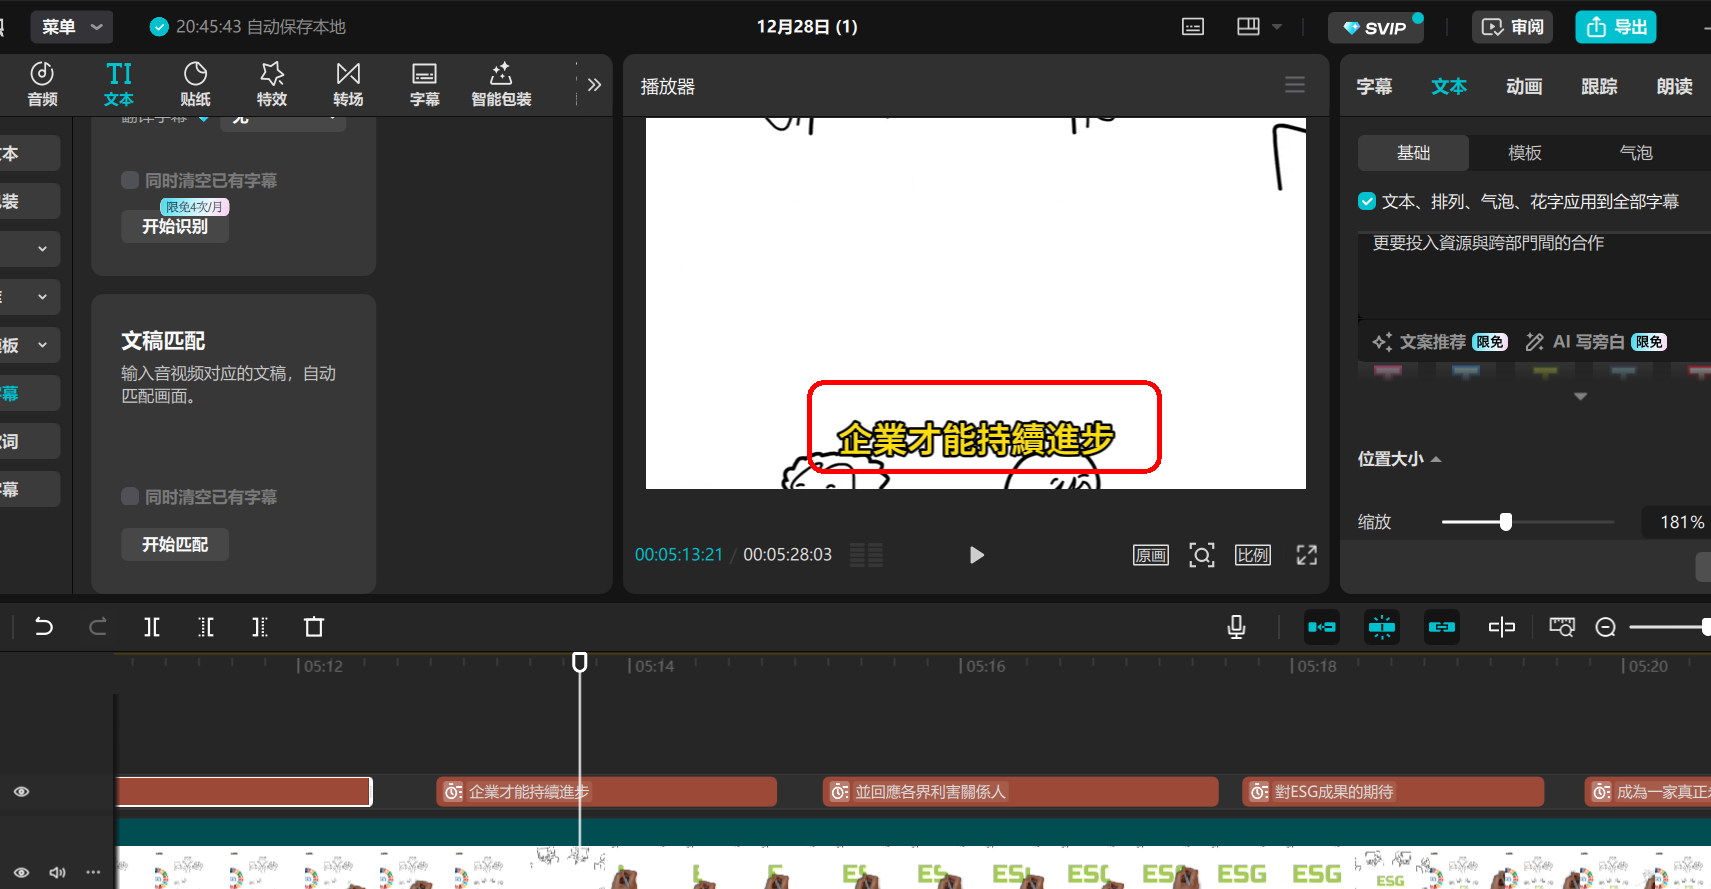 菜单
20:45:43 自动保存本地
12月28日 (1)
SVIP
审阅
导出
音频
TI
文本
贴纸
特效
转场
字幕
智能包装
播放器
字幕
文本
动画
跟踪
朗读
本
装
板
幕
词
幕
翻译字幕
无
同时清空已有字幕
限免4次/月
开始识别
文稿匹配
输入音视频对应的文稿，自动
匹配画面。
同时清空已有字幕
开始匹配
企業才能持續進步
00:05:13:21 / 00:05:28:03
原画
比例
基础
模板
气泡
文本、排列、气泡、花字应用到全部字幕
更要投入資源與跨部門間的合作
文案推荐 限免
AI 写旁白 限免
位置大小
缩放
181%
05:12
05:14
05:16
05:18
05:20
企業才能持續進步
並回應各界利害關係人
對ESG成果的期待
成為一家真正
ESG
ESG
ESG
ESG
ESG